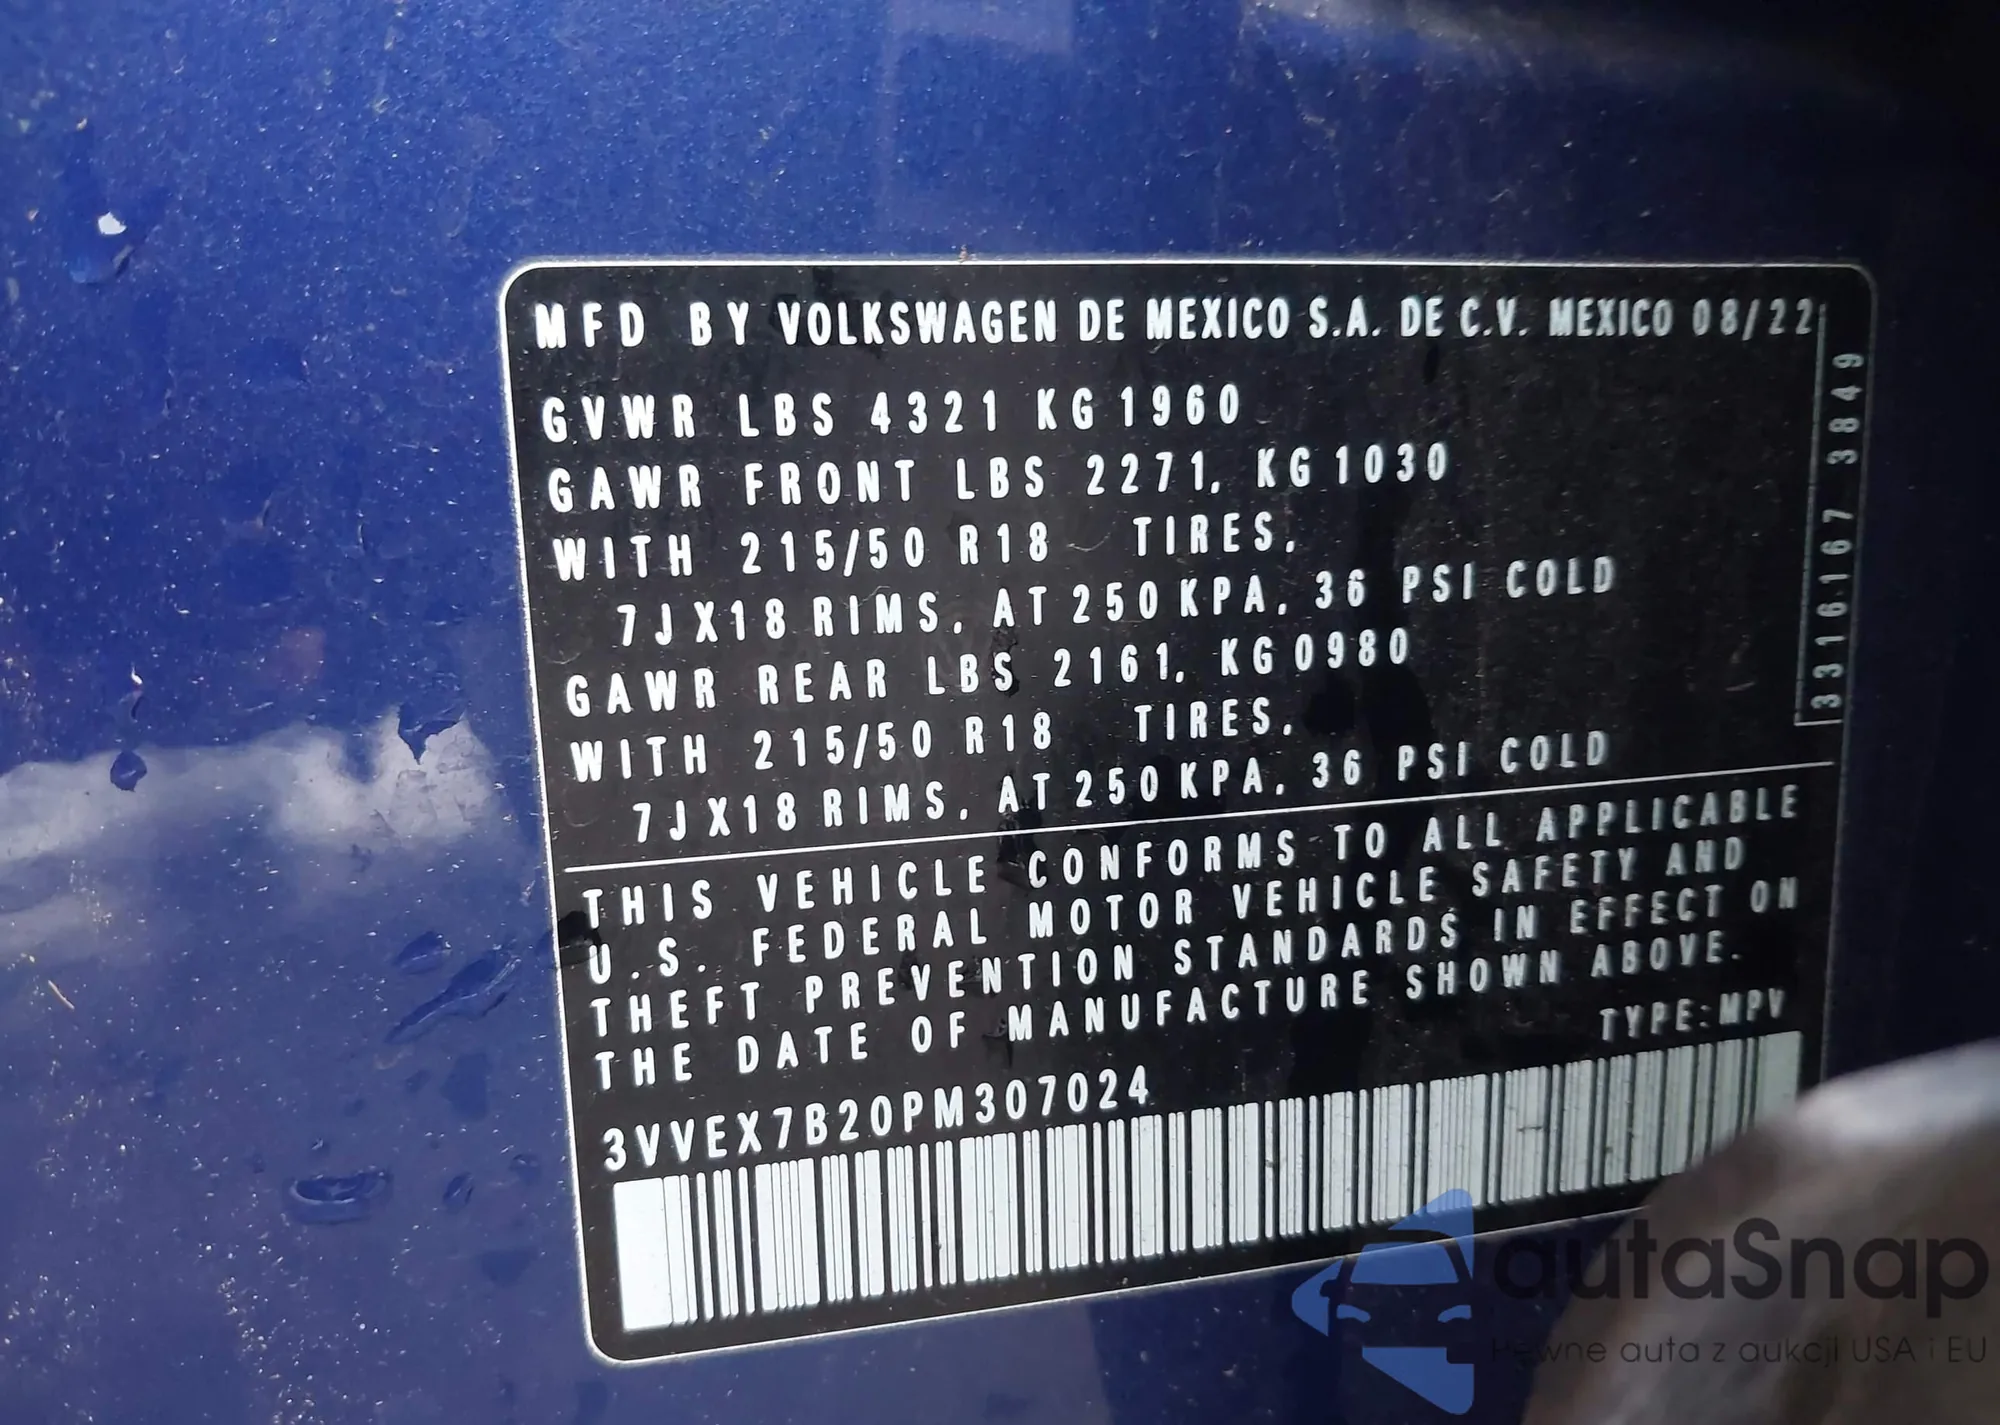 MFD BY VOLKSWAGEN DE MEXICO S.A. DE C.V. MEXICO 08/22
GVWR LBS 4321 KG 1960
GAWR FRONT LBS 2271, KG 1030
WITH 215/50 R18 TIRES,
7JX18 RIMS, AT 250 KPA, 36 PSI COLD
GAWR REAR LBS 2161, KG 0980
WITH 215/50 R18 TIRES,
7JX18 RIMS, AT 250 KPA, 36 PSI COLD
3316167 3849
THIS VEHICLE CONFORMS TO ALL APPLICABLE
U.S. FEDERAL MOTOR VEHICLE SAFETY AND
THEFT PREVENTION STANDARDS IN EFFECT ON
THE DATE OF MANUFACTURE SHOWN ABOVE.
TYPE: MPV
3VVEX7B20PM307024
autaSnap
Pewne auta z aukcji USA i EU